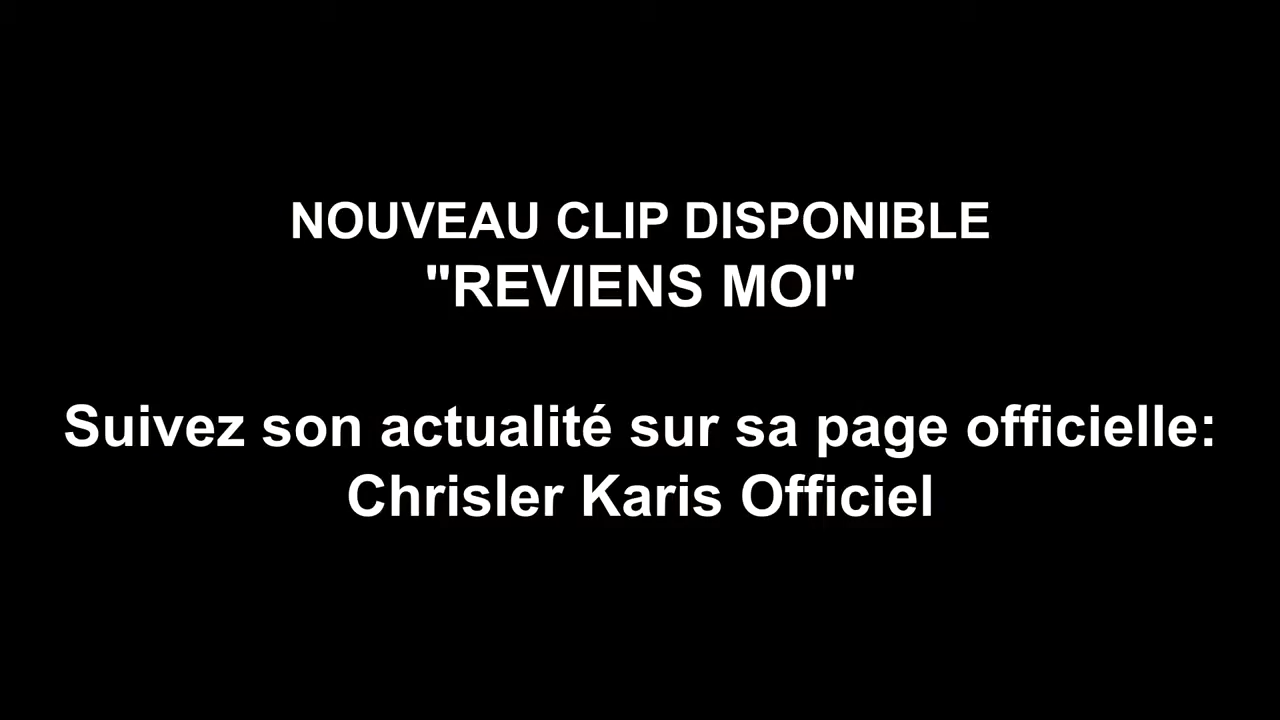 NOUVEAU CLIP DISPONIBLE
"REVIENS MOI"
Suivez son actualité sur sa page officielle:
Chrisler Karis Officiel